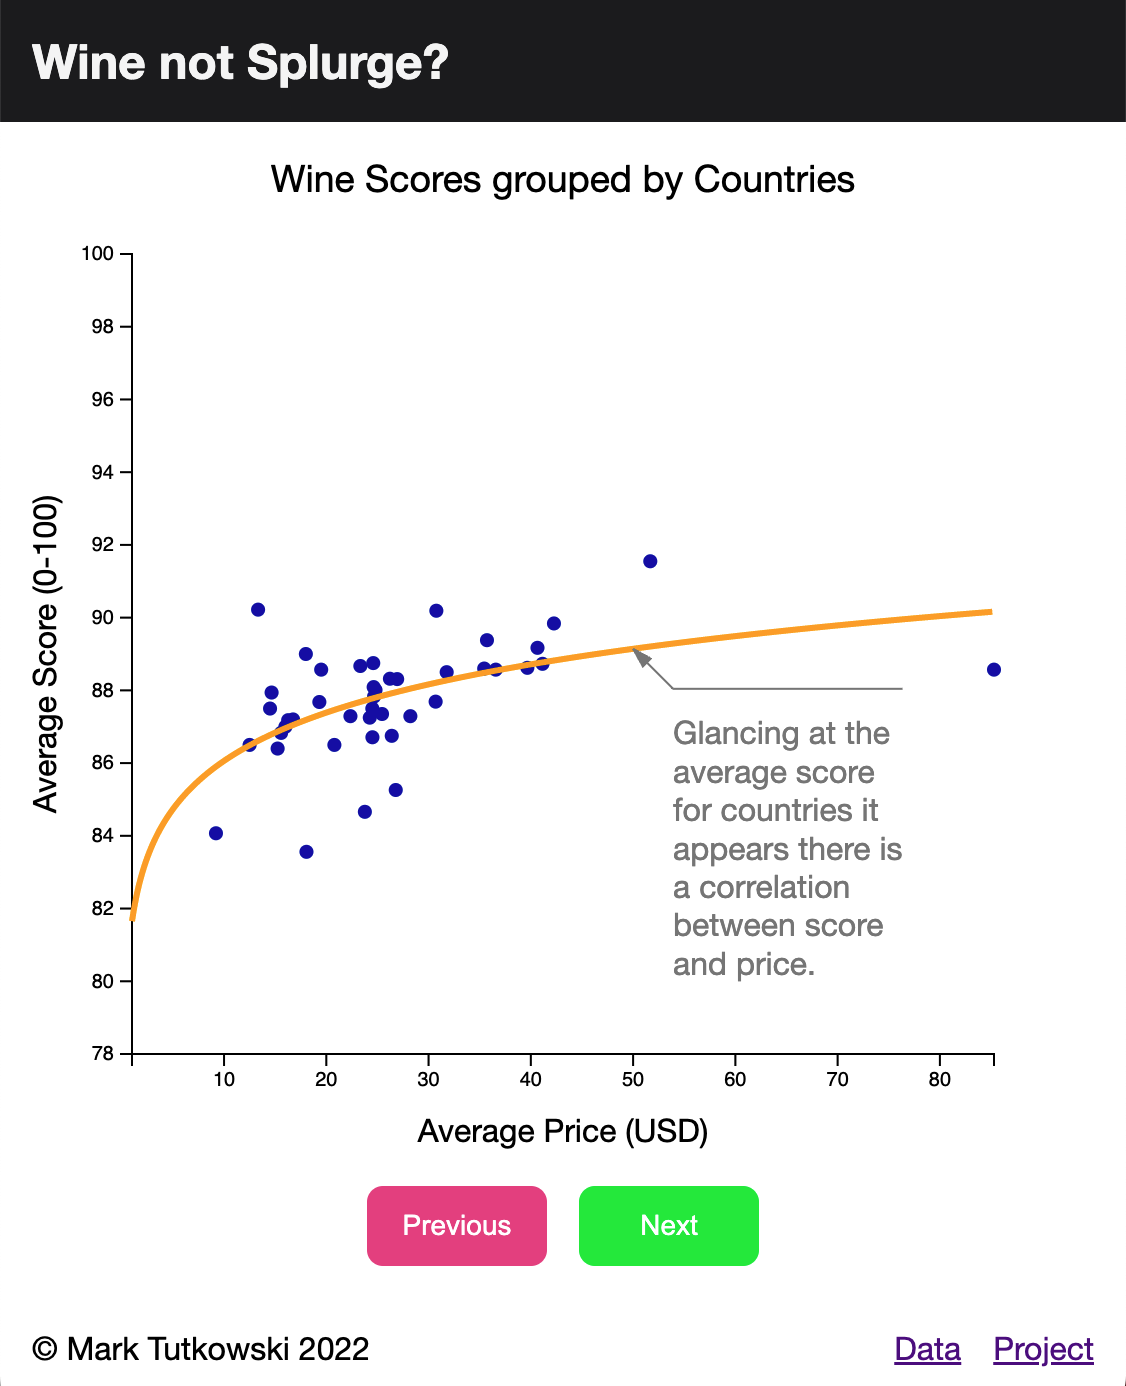 Wine not Splurge?
Wine Scores grouped by Countries
100
98
96
94
92
90
88
86
84
82
80
78
Average Score (0-100)
Glancing at the
average score
for countries it
appears there is
a correlation
between score
and price.
10 20 30 40 50 60 70 80
Average Price (USD)
Previous Next
© Mark Tutkowski 2022 Data Project